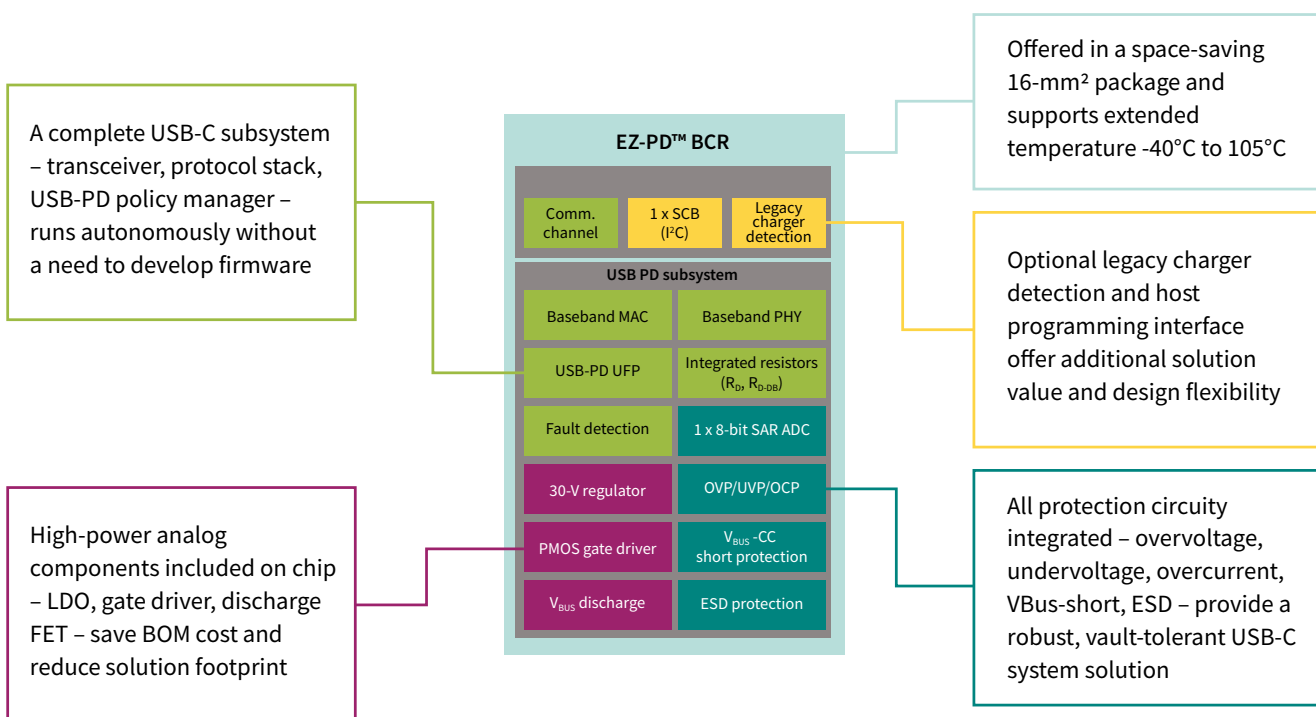 A complete USB-C subsystem
– transceiver, protocol stack,
USB-PD policy manager –
runs autonomously without
a need to develop firmware
High-power analog
components included on chip
– LDO, gate driver, discharge
FET – save BOM cost and
reduce solution footprint
EZ-PD™ BCR
Comm.
channel
1 x SCB
(I²C)
Legacy
charger
detection
USB PD subsystem
Baseband MAC
Baseband PHY
USB-PD UFP
Integrated resistors
(R_D, R_D-DB)
Fault detection
1 x 8-bit SAR ADC
30-V regulator
OVP/UVP/OCP
PMOS gate driver
V_BUS -CC
short protection
V_BUS discharge
ESD protection
Offered in a space-saving
16-mm² package and
supports extended
temperature -40°C to 105°C
Optional legacy charger
detection and host
programming interface
offer additional solution
value and design flexibility
All protection circuity
integrated – overvoltage,
undervoltage, overcurrent,
VBus-short, ESD – provide a
robust, vault-tolerant USB-C
system solution